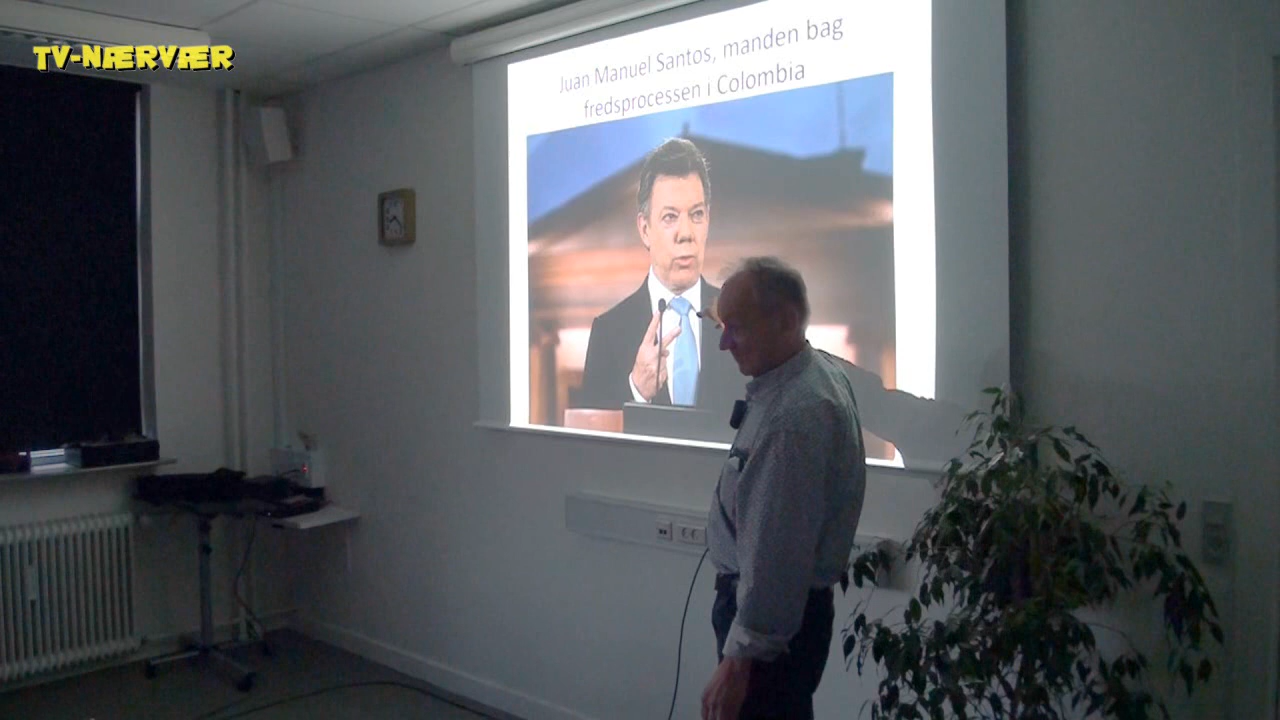 TV-NÆRVÆR
Juan Manuel Santos, manden bag
fredsprocessen i Colombia